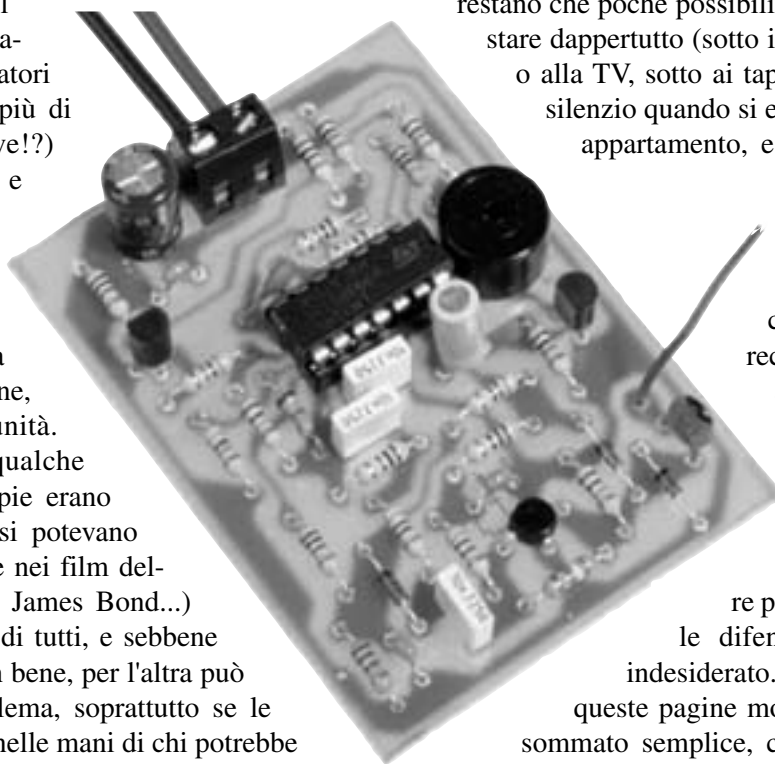 l
a-
atori
più di
ve!?)
e
a
ne,
unità.
qualche
pie erano
si potevano
e nei film del-
James Bond...)
di tutti, e sebbene
n bene, per l'altra può
lema, soprattutto se le
nelle mani di chi potrebbe
restano che poche possibili
stare dappertutto (sotto i
o alla TV, sotto ai tap
silenzio quando si e
appartamento, e
c
rec
re p
le difen
indesiderato.
queste pagine mo
sommato semplice, c